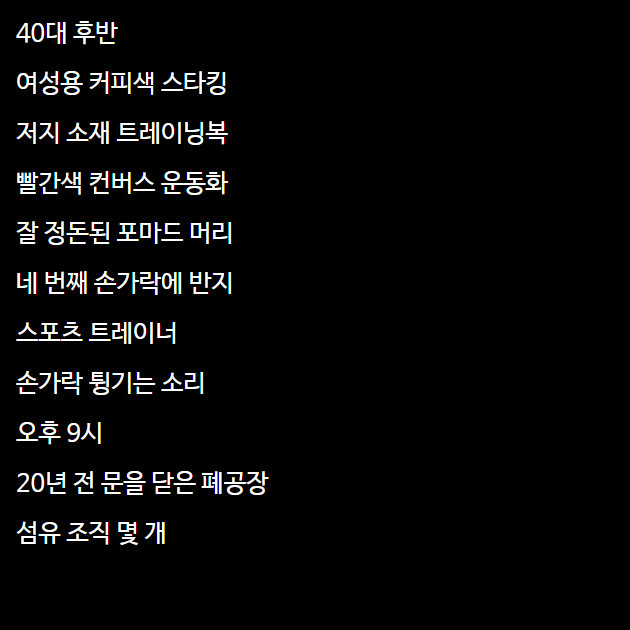 40대 후반
여성용 커피색 스타킹
저지 소재 트레이닝복
빨간색 컨버스 운동화
잘 정돈된 포마드 머리
네 번째 손가락에 반지
스포츠 트레이너
손가락 튕기는 소리
오후 9시
20년 전 문을 닫은 폐공장
섬유 조직 몇 개